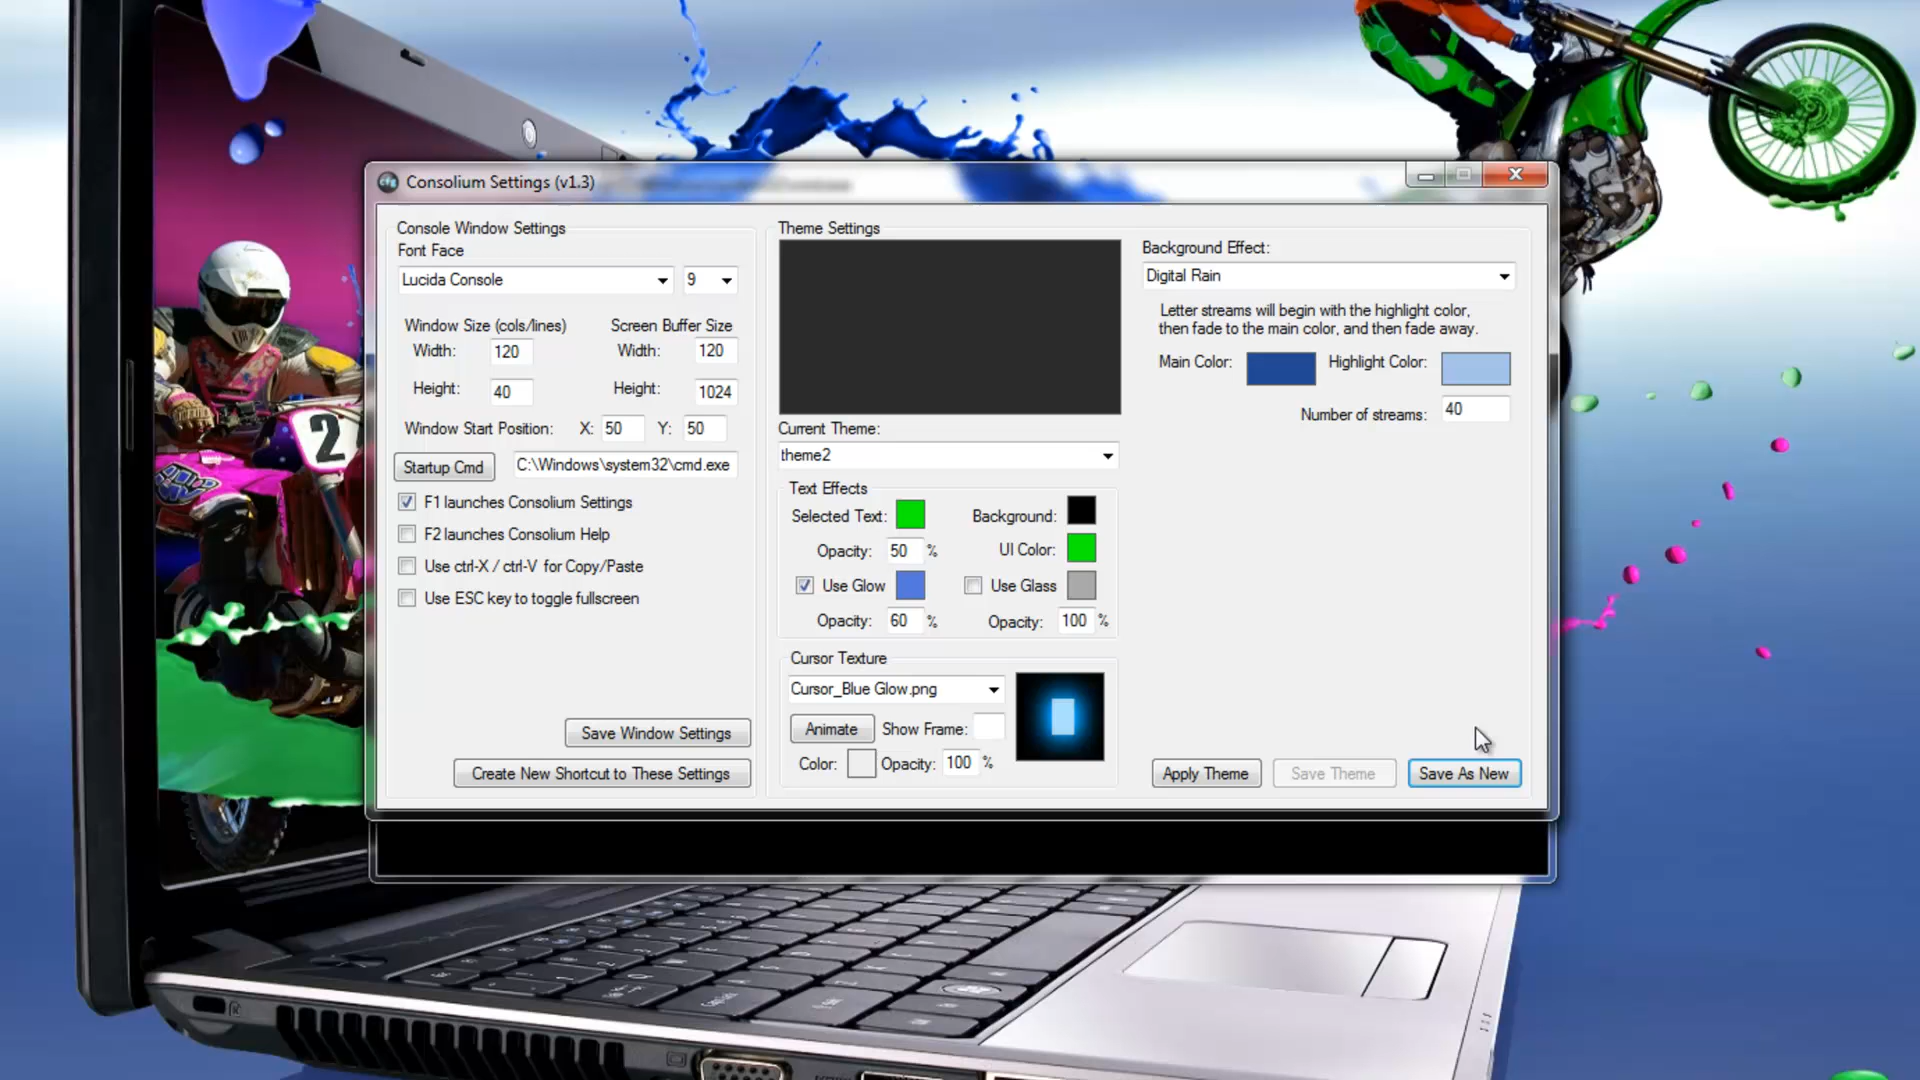 Consolium Settings (v1.3)
Console Window Settings
Font Face
Lucida Console
9
Window Size (cols/lines)
Screen Buffer Size
Width:
120
Width:
120
Height:
40
Height:
1024
Window Start Position:
X:
50
Y:
50
Startup Cmd
C:\Windows\system32\cmd.exe
F1 launches Consolium Settings
F2 launches Consolium Help
Use ctrl-X / ctrl-V for Copy/Paste
Use ESC key to toggle fullscreen
Save Window Settings
Create New Shortcut to These Settings
Theme Settings
Current Theme:
theme2
Text Effects
Selected Text:
Background:
Opacity:
50
%
UI Color:
Use Glow
Use Glass
Opacity:
60
%
Opacity:
100
%
Cursor Texture
Cursor_Blue Glow.png
Animate
Show Frame:
Color:
Opacity:
100
%
Background Effect:
Digital Rain
Letter streams will begin with the highlight color,
then fade to the main color, and then fade away.
Main Color:
Highlight Color:
Number of streams:
40
Apply Theme
Save Theme
Save As New
2